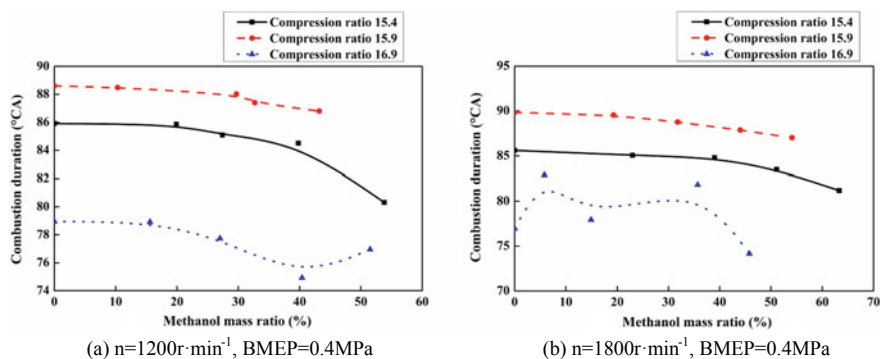 Compression ratio 15.4
Compression ratio 15.9
Compression ratio 16.9
90
88
86
84
82
80
78
76
74
Combustion duration (°CA)
0 10 20 30 40 50 60
Methanol mass ratio (%)
(a) n=1200r·min⁻¹, BMEP=0.4MPa
Compression ratio 15.4
Compression ratio 15.9
Compression ratio 16.9
95
90
85
80
75
70
Combustion duration (°CA)
0 10 20 30 40 50 60 70
Methanol mass ratio (%)
(b) n=1800r·min⁻¹, BMEP=0.4MPa